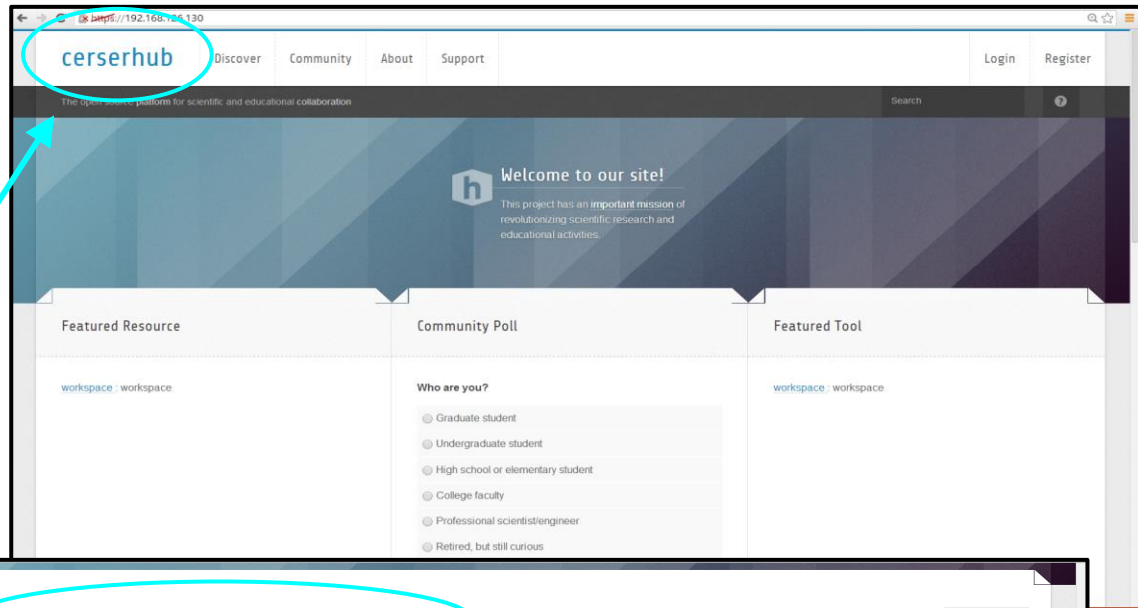 https://192.168.126.130
cerserhub Discover Community About Support Login Register
The open source platform for scientific and educational collaboration Search ?
h Welcome to our site!
This project has an important mission of
revolutionizing scientific research and
educational activities.
Featured Resource Community Poll Featured Tool
workspace : workspace Who are you? workspace : workspace
Graduate student
Undergraduate student
High school or elementary student
College faculty
Professional scientist/engineer
Retired, but still curious